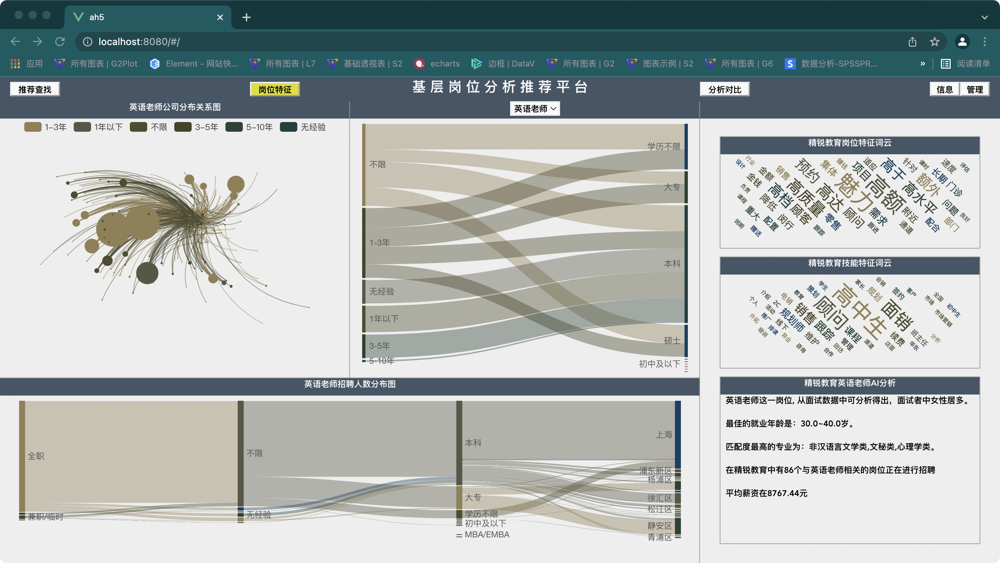 ah5
localhost:8080/#/
应用
所有图表 | G2Plot
Element - 网站快...
所有图表 | L7
基础透视表 | S2
echarts
边框 | DataV
所有图表 | G2
图表示例 | S2
所有图表 | G6
数据分析-SPSSPR...
»
阅读清单
推荐查找
岗位特征
基层岗位分析推荐平台
分析对比
信息
管理
英语老师公司分布关系图
英语老师
1-3年
1年以下
不限
3-5年
5-10年
无经验
不限
1-3年
无经验
1年以下
3-5年
5-10年
学历不限
大专
本科
硕士
初中及以下
精锐教育岗位特征词云
设计
行业
金钱
金额
销售
预约
集体
赚钱
项目
适应
高于
针对
课时
长期
速度
评估
负责
课程
重大
降低
高档
高质量
高达
魅力
高额
高水平
额外
门诊
问题
良好
说明
赠送
配置
闵行
顾客
跟踪
零售
顾问
需求
跟进
附近
通道
配合
部门
精锐教育技能特征词云
个人
介绍
2C
电销
教育
策划
学生
高中生
家长
规划
会销
签约
客户
市场
全国
初中生
市场营销
外拓
推广
活动
线下
规划师
销售
顾问
面销
培训
排课
异业
咨询
维护
跟踪
合作
回访
管理
课程
渠道
店面
续费
华东
班主任
分析
精锐教育英语老师AI分析
英语老师这一岗位, 从面试数据中可分析得出，面试者中女性居多。
最佳的就业年龄是：30.0~40.0岁。
匹配度最高的专业为：非汉语言文学类,文秘类,心理学类。
在精锐教育中有86个与英语老师相关的岗位正在进行招聘
平均薪资在8767.44元
英语老师招聘人数分布图
全职
兼职/临时
不限
无经验
本科
大专
学历不限
初中及以下
MBA/EMBA
上海
浦东新区
杨浦区
徐汇区
松江区
静安区
青浦区